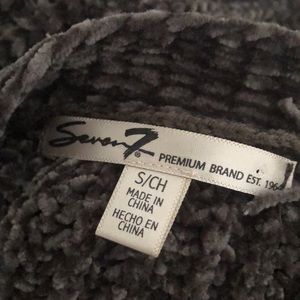 Seven7® PREMIUM BRAND EST. 196
S/CH
MADE IN
CHINA
HECHO EN
CHINA